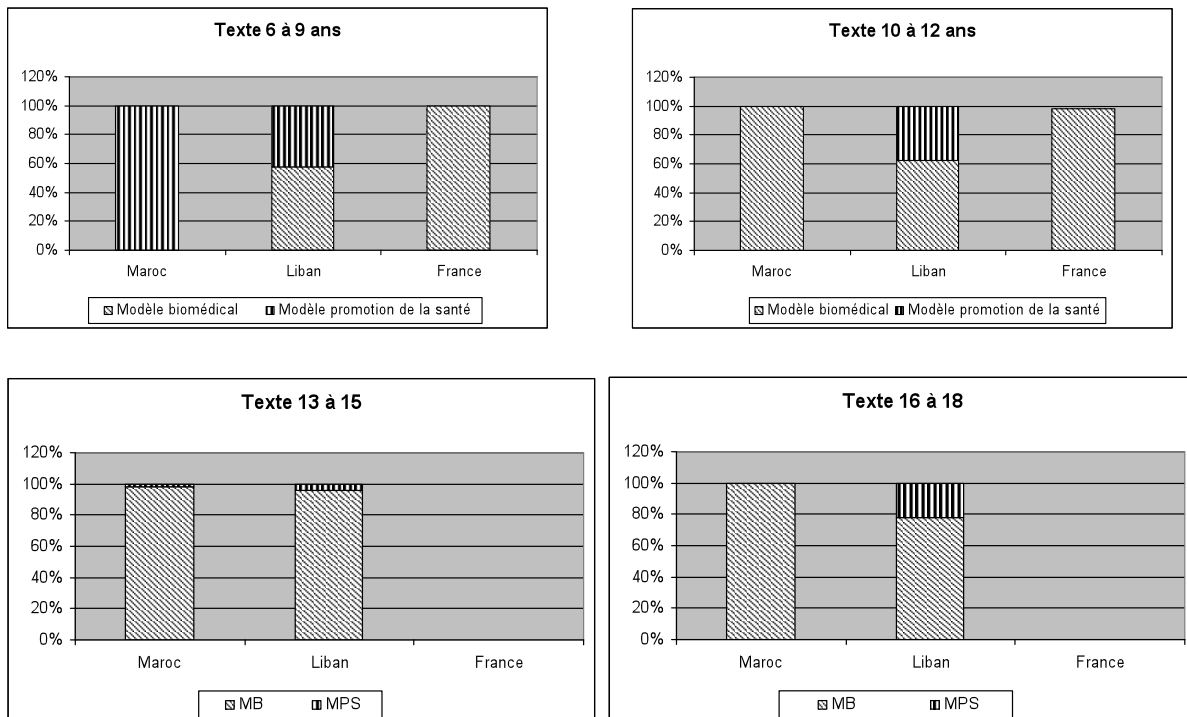 Texte 6 à 9 ans
120%
100%
80%
60%
40%
20%
0%
Maroc Liban France
Modèle biomédical Modèle promotion de la santé
Texte 10 à 12 ans
120%
100%
80%
60%
40%
20%
0%
Maroc Liban France
Modèle biomédical Modèle promotion de la santé
Texte 13 à 15
120%
100%
80%
60%
40%
20%
0%
Maroc Liban France
MB MPS
Texte 16 à 18
120%
100%
80%
60%
40%
20%
0%
Maroc Liban France
MB MPS